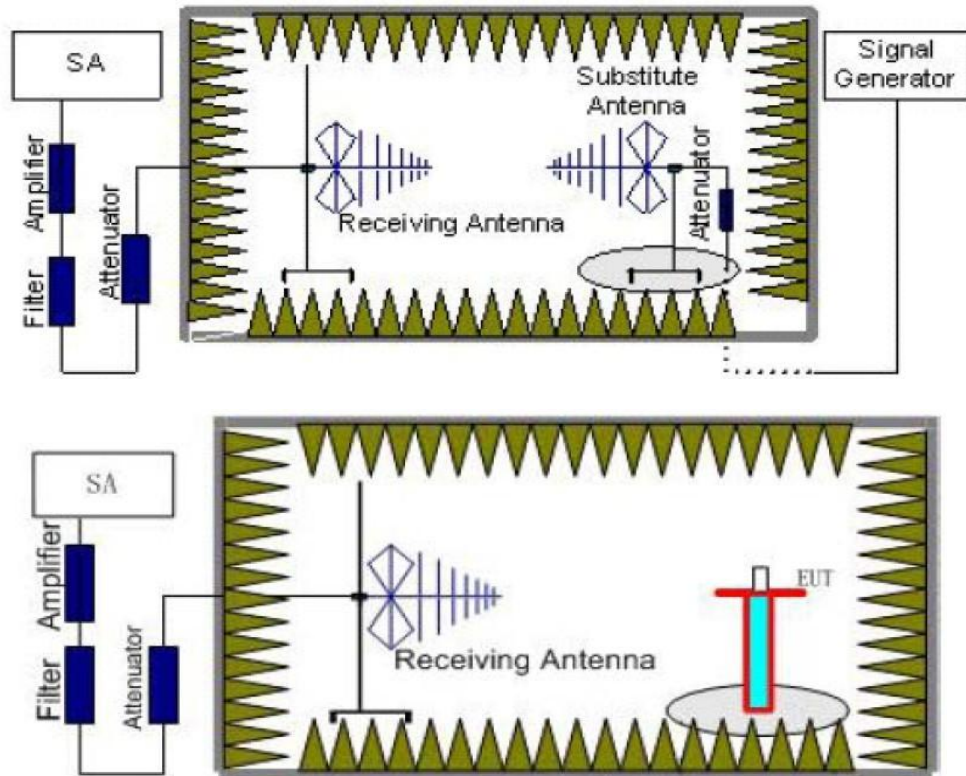 SA
Signal
Generator
Substitute
Antenna
Amplifier
Attenuator
Attenuator
Receiving Antenna
Filter
SA
Amplifier
EUT
Receiving Antenna
Filter
Attenuator